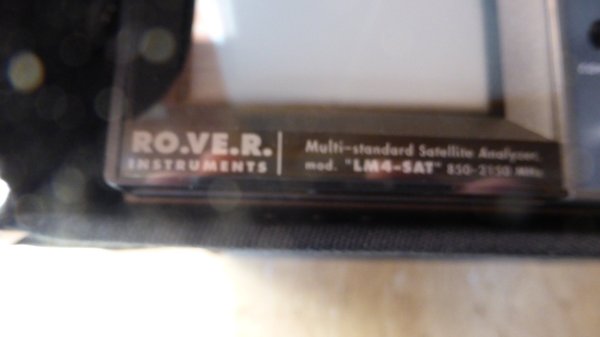 RO.VE.R.
INSTRUMENTS
Multi-standard Satellite Analyzer,
mod. "LM4-SAT" 850-2150 MHz